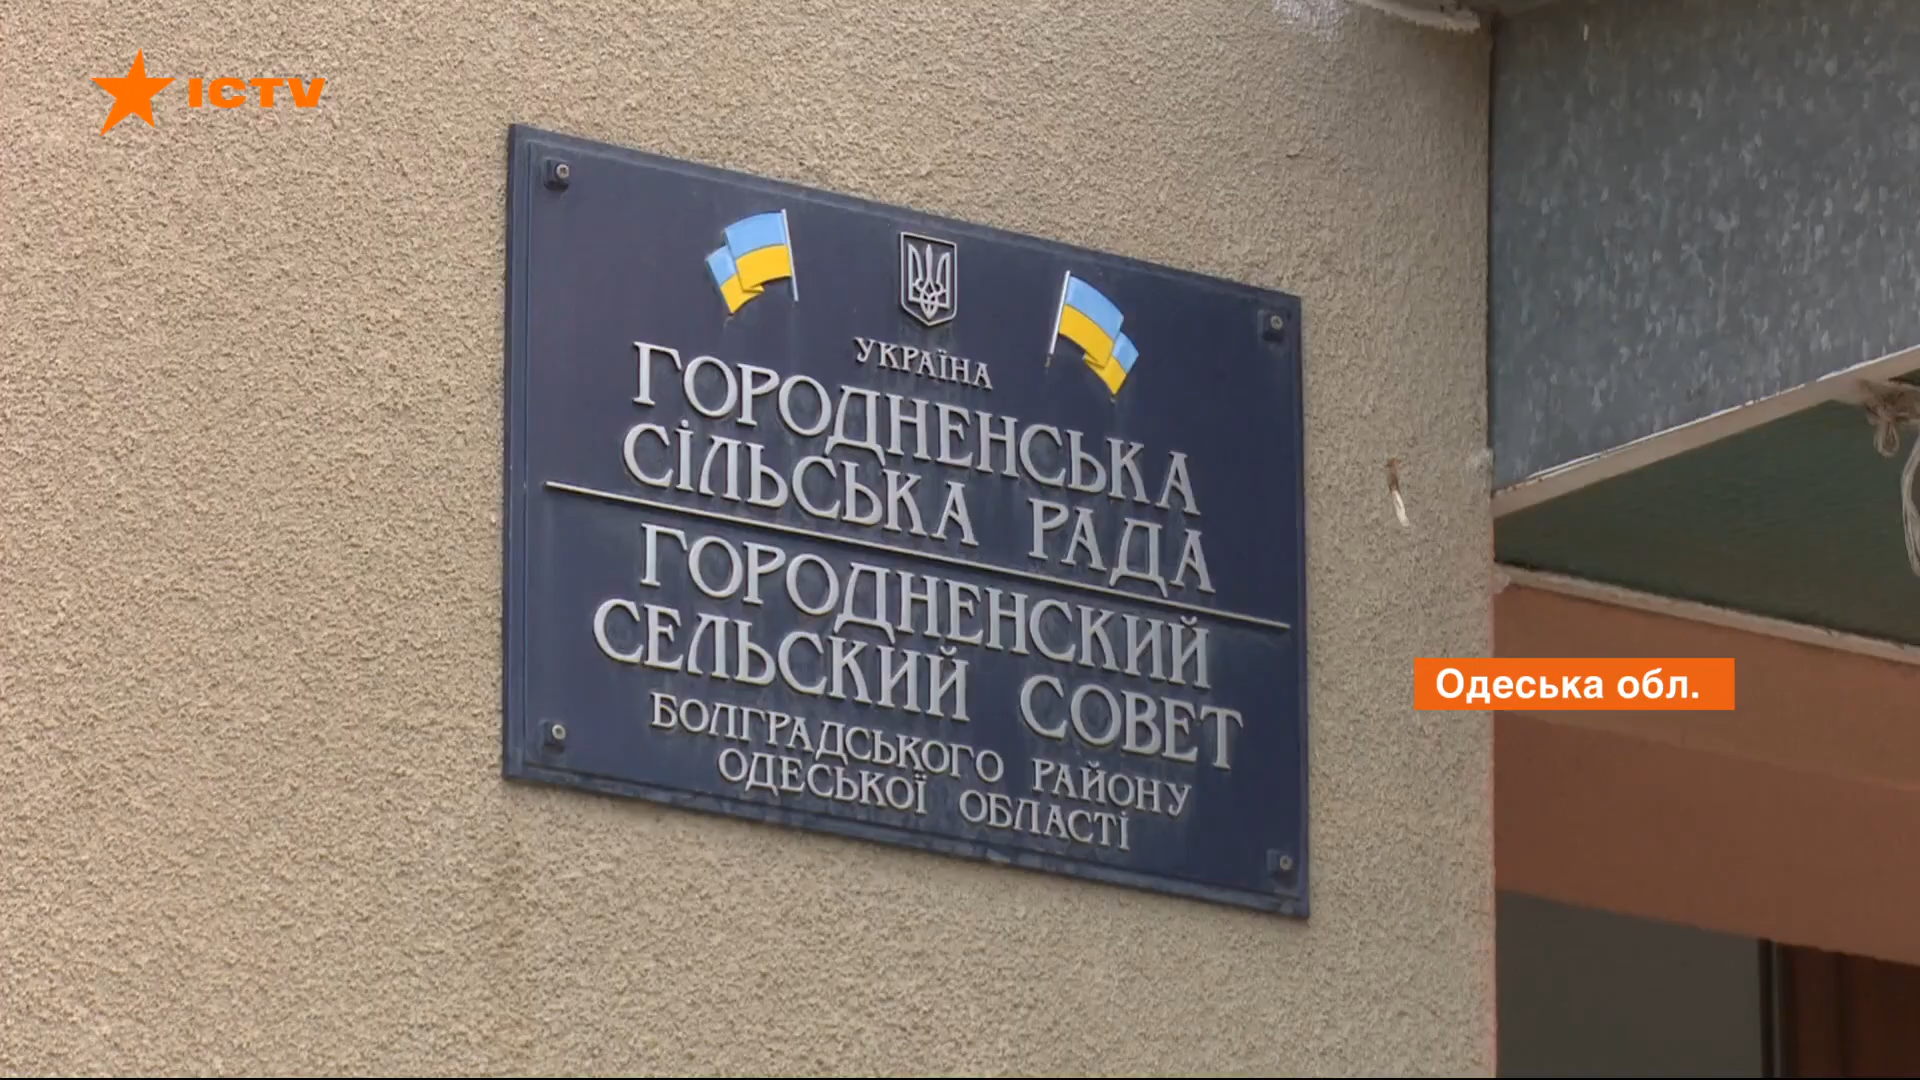 ICTV
УКРАЇНА
ГОРОДНЕНСЬКА
СІЛЬСЬКА РАДА
ГОРОДНЕНСКИЙ
СЕЛЬСКИЙ СОВЕТ
БОЛГРАДСЬКОГО РАЙОНУ
ОДЕСЬКОЇ ОБЛАСТІ
Одеська обл.